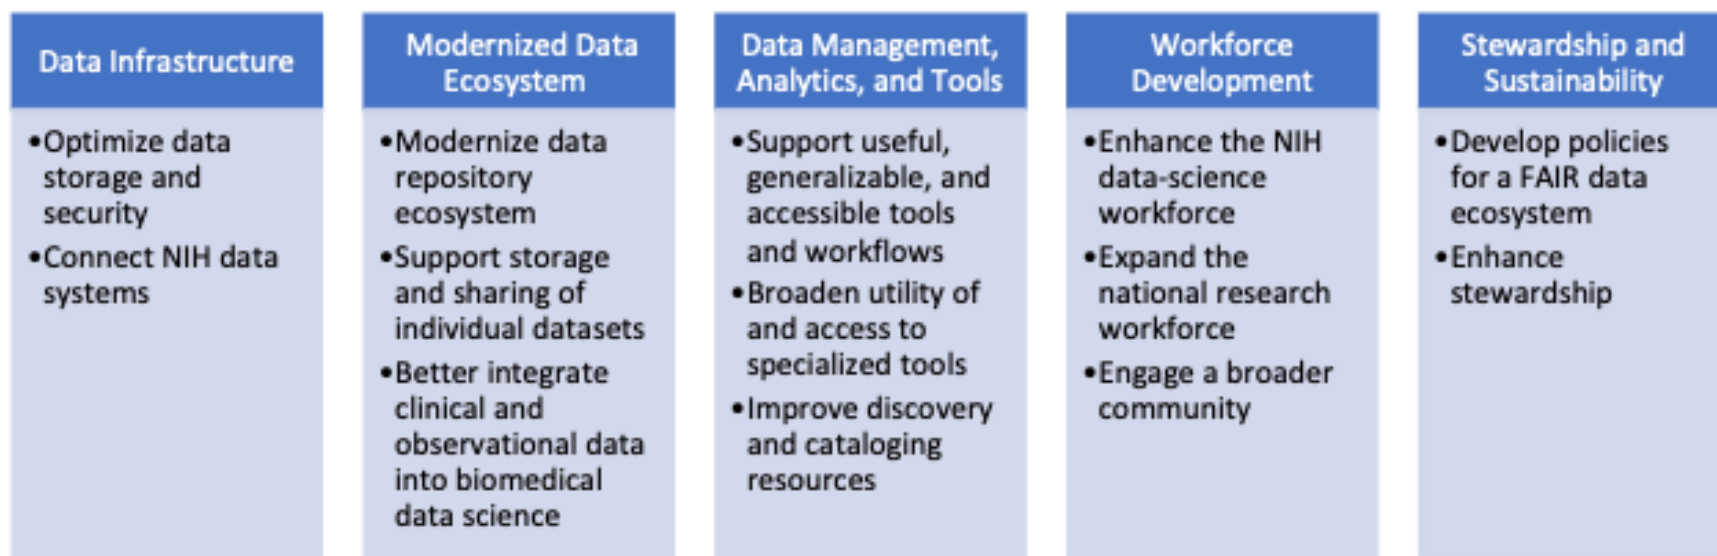 Data Infrastructure
•Optimize data
storage and
security
•Connect NIH data
systems
Modernized Data
Ecosystem
•Modernize data
repository
ecosystem
•Support storage
and sharing of
individual datasets
•Better integrate
clinical and
observational data
into biomedical
data science
Data Management,
Analytics, and Tools
•Support useful,
generalizable, and
accessible tools
and workflows
•Broaden utility of
and access to
specialized tools
•Improve discovery
and cataloging
resources
Workforce
Development
•Enhance the NIH
data-science
workforce
•Expand the
national research
workforce
•Engage a broader
community
Stewardship and
Sustainability
•Develop policies
for a FAIR data
ecosystem
•Enhance
stewardship